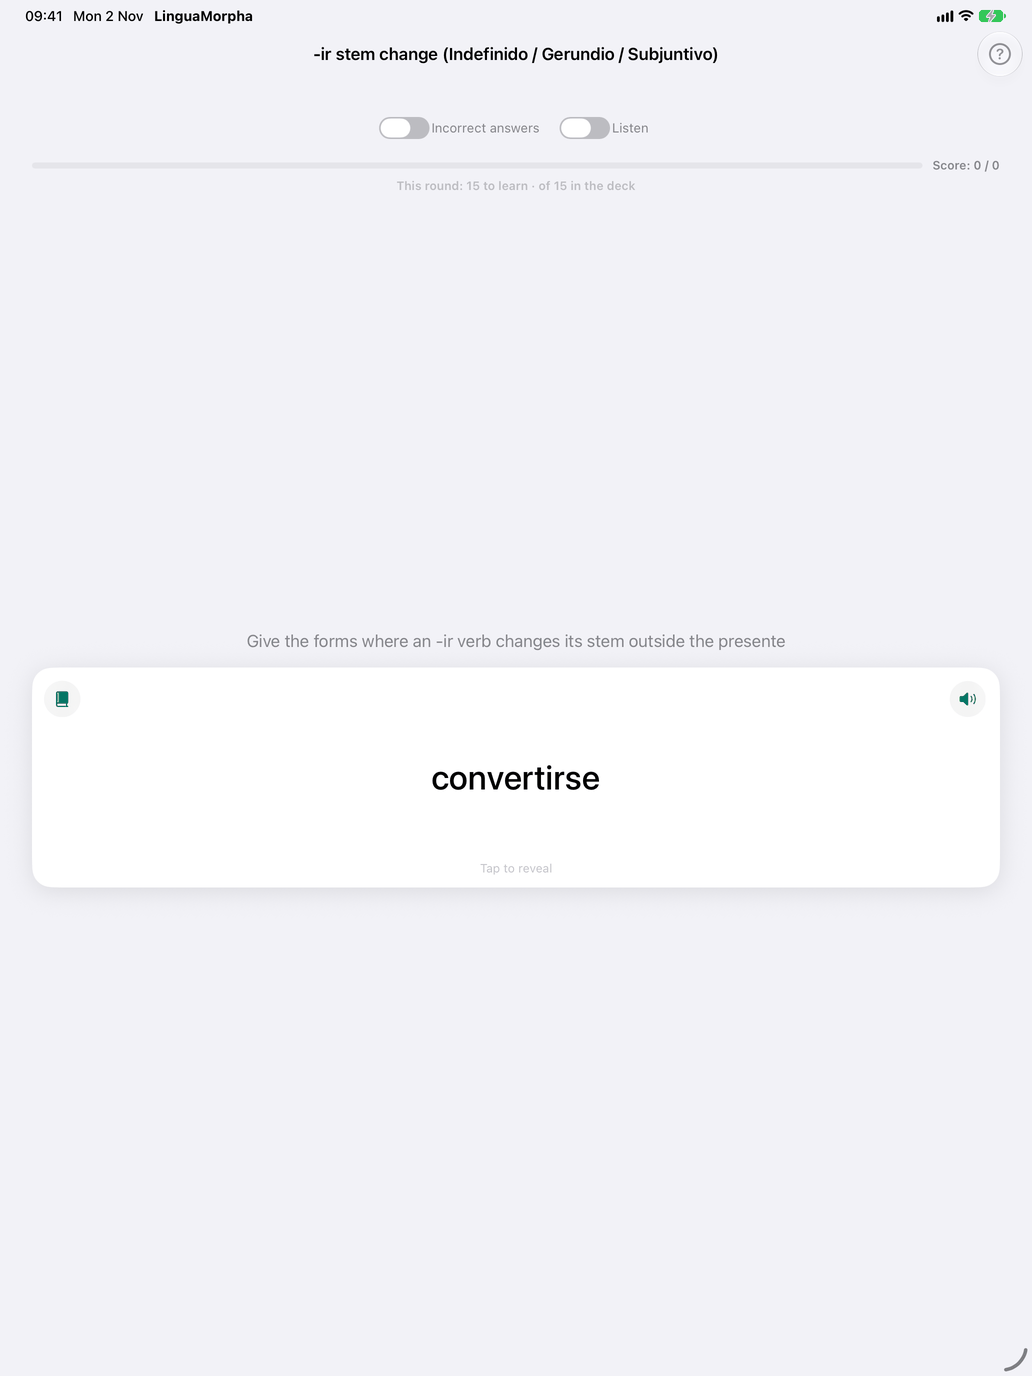 09:41 Mon 2 Nov LinguaMorpha
-ir stem change (Indefinido / Gerundio / Subjuntivo)
Incorrect answers Listen
Score: 0 / 0
This round: 15 to learn · of 15 in the deck
Give the forms where an -ir verb changes its stem outside the presente
convertirse
Tap to reveal